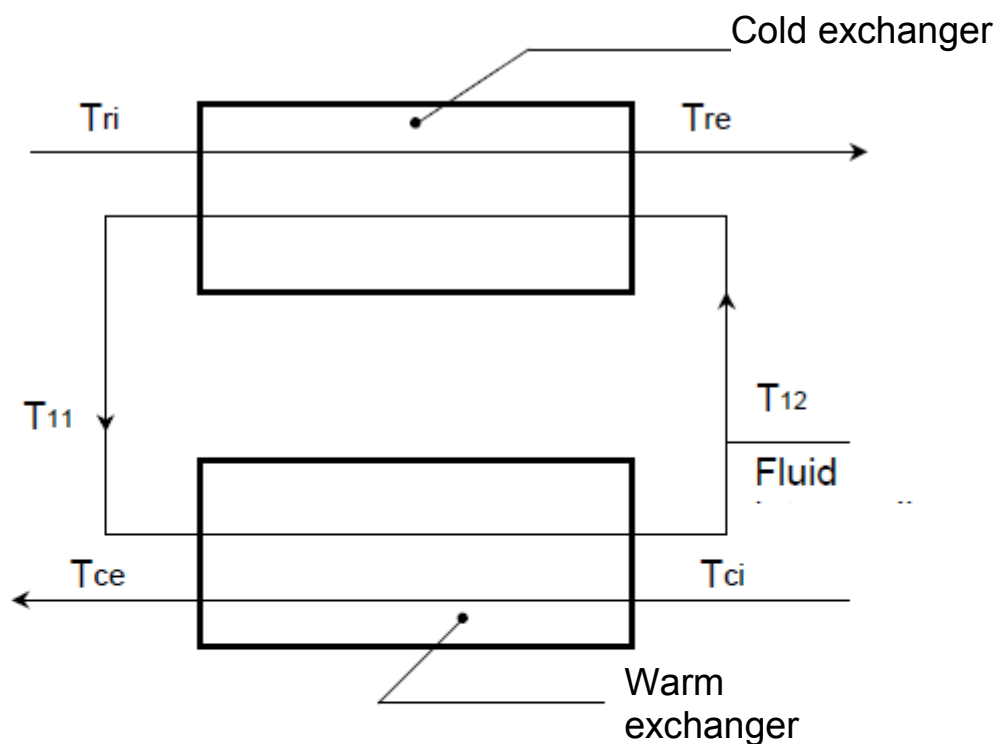 Cold exchanger
Tri
Tre
T11
T12
Fluid
Tce
Tci
Warm
exchanger